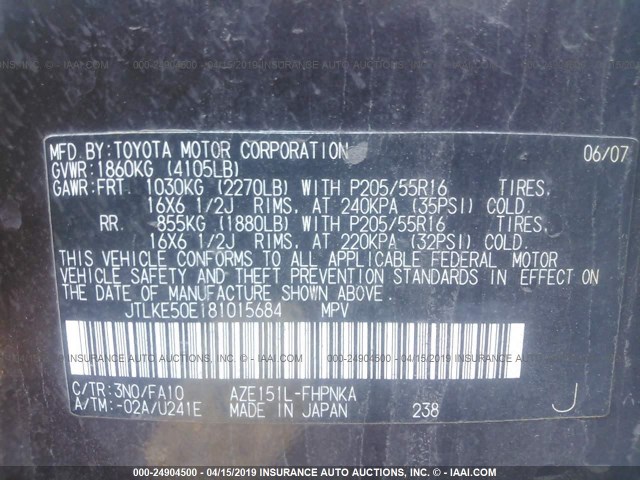 MFD.BY:TOYOTA MOTOR CORPORATION 06/07
GVWR:1860KG (4105LB)
GAWR:FRT. 1030KG (2270LB) WITH P205/55R16 TIRES,
16X6 1/2J RIMS, AT 240KPA (35PSI) COLD.
RR. 855KG (1880LB) WITH P205/55R16 TIRES,
16X6 1/2J RIMS, AT 220KPA (32PSI) COLD.
THIS VEHICLE CONFORMS TO ALL APPLICABLE FEDERAL MOTOR
VEHICLE SAFETY AND THEFT PREVENTION STANDARDS IN EFFECT ON
THE DATE OF MANUFACTURE SHOWN ABOVE.
JTLKE50E181015684 MPV
C/TR:3N0/FA10 AZE151L-FHPNKA
A/TM:-02A/U241E MADE IN JAPAN 238 J
000-24904500 - 04/15/2019 INSURANCE AUTO AUCTIONS, INC. - © - IAAI.com